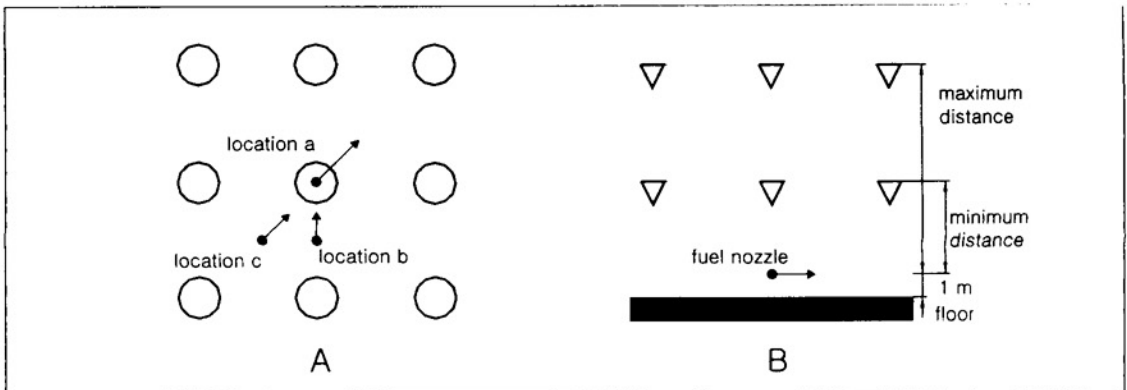 location a
location c
location b
A
maximum
distance
minimum
distance
fuel nozzle
1 m
floor
B